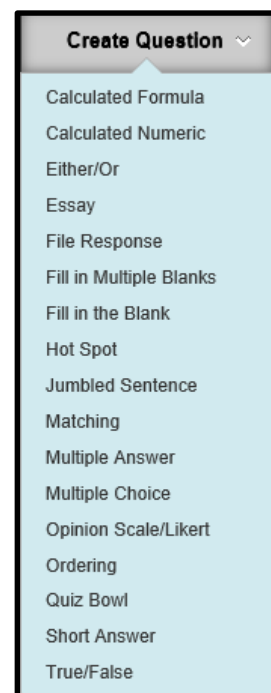 Create Question
Calculated Formula
Calculated Numeric
Either/Or
Essay
File Response
Fill in Multiple Blanks
Fill in the Blank
Hot Spot
Jumbled Sentence
Matching
Multiple Answer
Multiple Choice
Opinion Scale/Likert
Ordering
Quiz Bowl
Short Answer
True/False